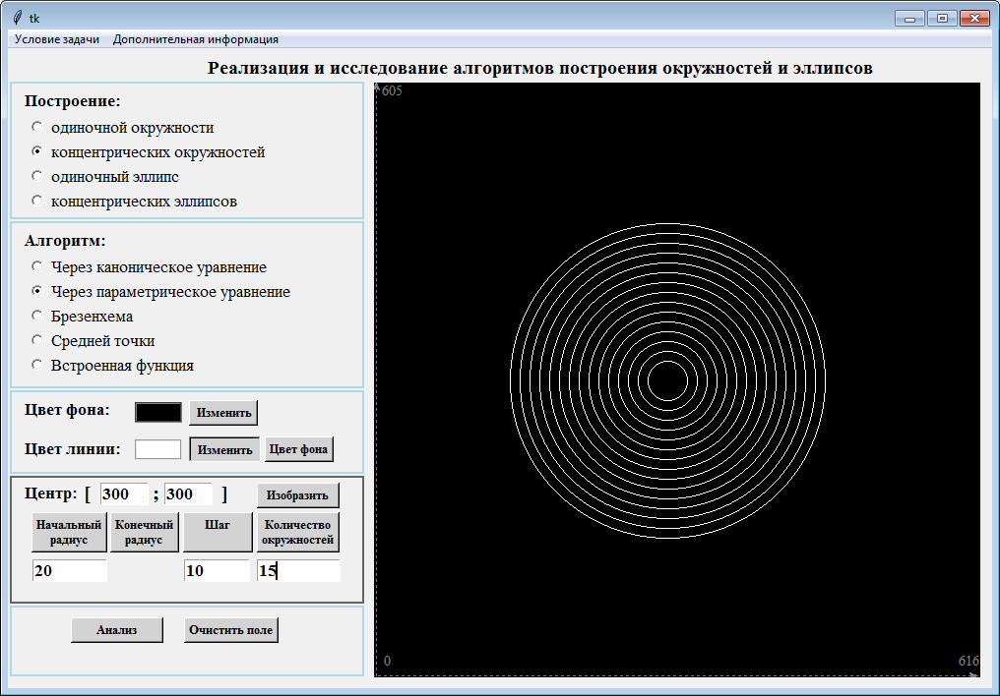 tk
Условие задачи Дополнительная информация
Реализация и исследование алгоритмов построения окружностей и эллипсов
Построение:
одиночной окружности
концентрических окружностей
одиночный эллипс
концентрических эллипсов
Алгоритм:
Через каноническое уравнение
Через параметрическое уравнение
Брезенхема
Средней точки
Встроенная функция
Цвет фона: Изменить
Цвет линии: Изменить Цвет фона
Центр: [ 300 ; 300 ] Изобразить
Начальный радиус
Конечный радиус
Шаг
Количество окружностей
20 10 15
Анализ Очистить поле
605
0 616